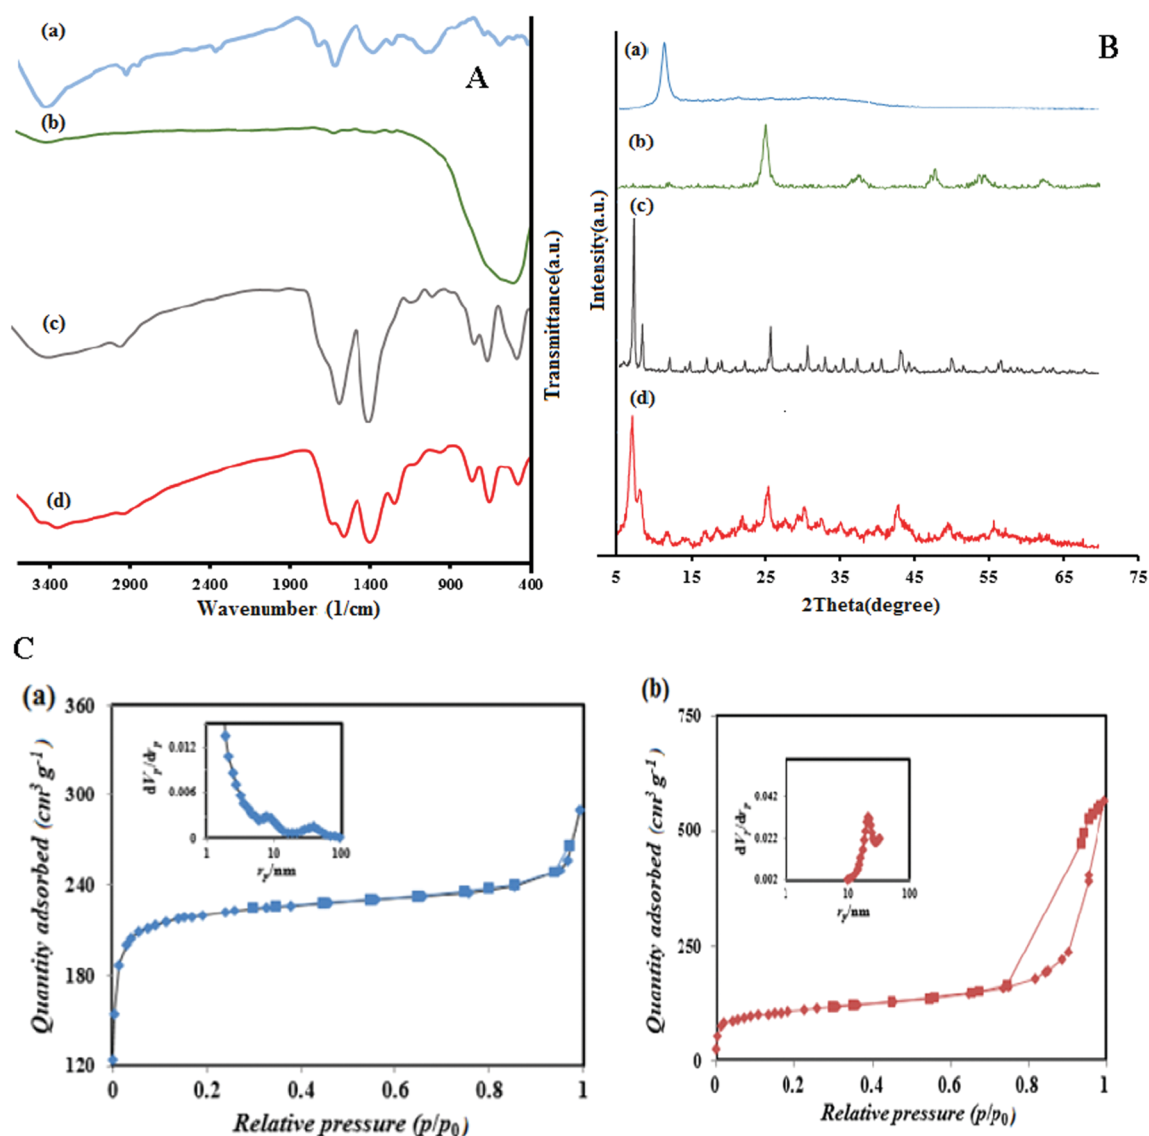 (a)
A
(b)
(c)
(d)
Transmittance(a.u.)
3400 2900 2400 1900 1400 900 400
Wavenumber (1/cm)
B
(a)
(b)
(c)
(d)
Intensity(a.u.)
5 15 25 35 45 55 65 75
2Theta(degree)
C
(a)
Quantity adsorbed (cm³ g⁻¹)
360
300
240
180
120
0 0.2 0.4 0.6 0.8 1
Relative pressure (p/p₀)
dVₚ/drₚ
0.012
0.006
0
1 10 100
rₚ/nm
(b)
Quantity adsorbed (cm³ g⁻¹)
750
500
250
0
0 0.2 0.4 0.6 0.8 1
Relative pressure (p/p₀)
dVₚ/drₚ
0.042
0.022
0.002
1 10 100
rₚ/nm